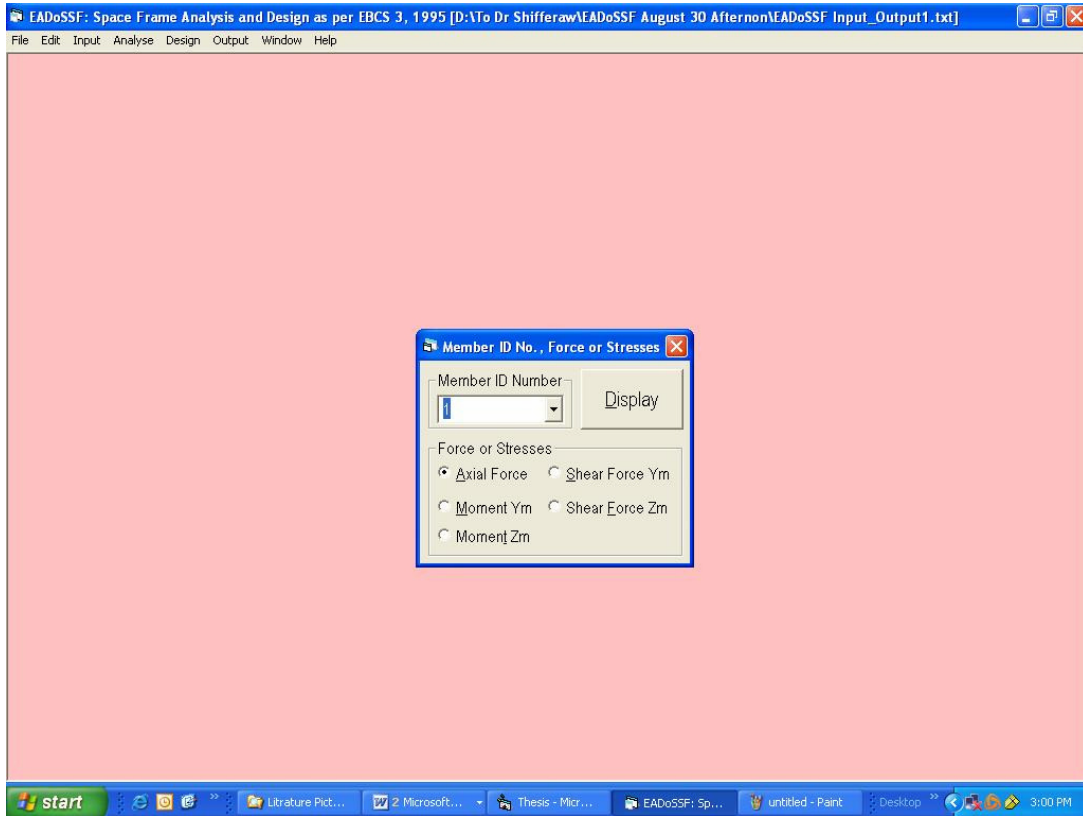 EADoSSF: Space Frame Analysis and Design as per EBCS 3, 1995 [D:\To Dr Shifferaw\EADoSSF August 30 Afternon\EADoSSF Input_Output1.txt]
File Edit Input Analyse Design Output Window Help
Member ID No., Force or Stresses
Member ID Number
1
Display
Force or Stresses
Axial Force Shear Force Ym
Moment Ym Shear Force Zm
Moment Zm
start Litrature Pict... 2 Microsoft... Thesis - Micr... EADoSSF: Sp... untitled - Paint Desktop 3:00 PM